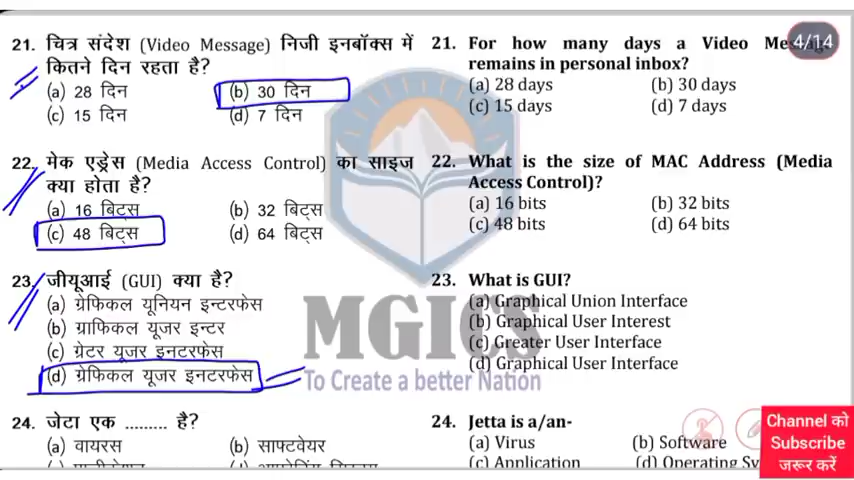 21. चित्र संदेश (Video Message) निजी इनबॉक्स में
कितने दिन रहता है?
(a) 28 दिन (b) 30 दिन
(c) 15 दिन (d) 7 दिन
22. मेक एड्रेस (Media Access Control) का साइज
क्या होता है?
(a) 16 बिट्स (b) 32 बिट्स
(c) 48 बिट्स (d) 64 बिट्स
23. जीयूआई (GUI) क्या है?
(a) ग्रेफिकल यूनियन इन्टरफेस
(b) ग्राफिकल यूजर इन्टर
(c) ग्रेटर यूजर इनटरफेस
(d) ग्रेफिकल यूजर इनटरफेस
24. जेटा एक ......... है?
(a) वायरस (b) साफ्टवेयर
21. For how many days a Video
remains in personal inbox?
(a) 28 days (b) 30 days
(c) 15 days (d) 7 days
22. What is the size of MAC Address (Media
Access Control)?
(a) 16 bits (b) 32 bits
(c) 48 bits (d) 64 bits
23. What is GUI?
(a) Graphical Union Interface
(b) Graphical User Interest
(c) Greater User Interface
(d) Graphical User Interface
24. Jetta is a/an-
(a) Virus (b) Software
(c) Application (d) Operating
4/14
MGICS
To Create a better Nation
Channel को
Subscribe
जरूर करें